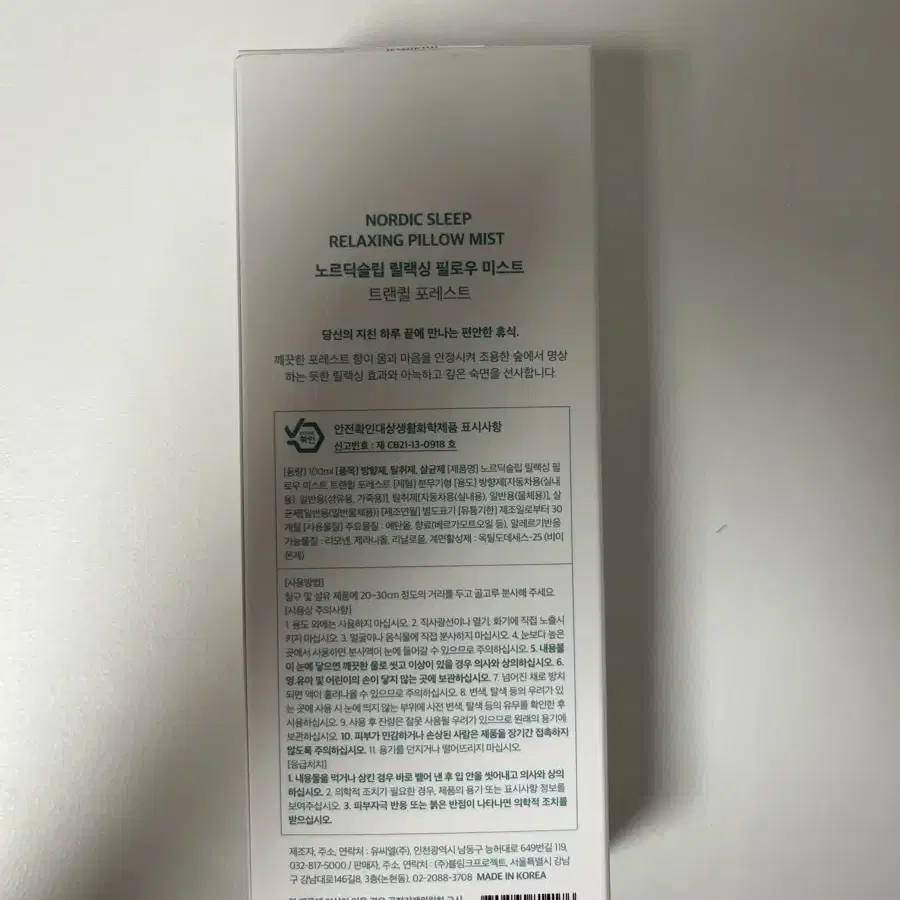 NORDIC SLEEP
RELAXING PILLOW MIST
노르딕슬립 릴랙싱 필로우 미스트
트랜퀼 포레스트
당신의 지친 하루 끝에 만나는 편안한 휴식.
깨끗한 포레스트 향이 몸과 마음을 안정시켜 조용한 숲에서 명상
하는 듯한 릴랙싱 효과와 아늑하고 깊은 숙면을 선사합니다.
확인
안전확인대상생활화학제품 표시사항
신고번호 : 제 CB21-13-0918 호
[용량] 100ml [품목] 방향제, 탈취제, 살균제 [제품명] 노르딕슬립 릴랙싱 필
로우 미스트 트랜퀼 포레스트 [제형] 분무기형 [용도] 방향제[자동차용(실내
용), 일반용(섬유용, 가죽용)], 탈취제[자동차용(실내용), 일반용(물체용)], 살
균제[일반용(일반물체용)] [제조연월] 별도표기 [유통기한] 제조일로부터 30
개월 [사용물질] 주요물질 : 에탄올, 향료(베르가모트오일 등), 알레르기반응
가능물질 : 리모넨, 제라니올, 리날로울, 계면활성제 : 옥틸도데세스-25 (비이
온계)
[사용방법]
침구 및 섬유 제품에 20~30cm 정도의 거리를 두고 골고루 분사해 주세요.
[사용상 주의사항]
1. 용도 외에는 사용하지 마십시오. 2. 직사광선이나 열기, 화기에 직접 노출시
키지 마십시오. 3. 얼굴이나 음식물에 직접 분사하지 마십시오. 4. 눈보다 높은
곳에서 사용하면 분사액이 눈에 들어갈 수 있으므로 주의하십시오. 5. 내용물
이 눈에 닿으면 깨끗한 물로 씻고 이상이 있을 경우 의사와 상의하십시오. 6.
영.유아 및 어린이의 손이 닿지 않는 곳에 보관하십시오. 7. 넘어진 채로 방치
되면 액이 흘러나올 수 있으므로 주의하십시오. 8. 변색, 탈색 등의 우려가 있
는 곳에 사용 시 눈에 띄지 않는 부위에 사전 변색, 탈색 등의 유무를 확인한 후
사용하십시오. 9. 사용 후 잔량은 잘못 사용될 우려가 있으므로 원래의 용기에
보관하십시오. 10. 피부가 민감하거나 손상된 사람은 제품을 장기간 접촉하지
않도록 주의하십시오. 11. 용기를 던지거나 떨어뜨리지 마십시오.
[응급처치]
1. 내용물을 먹거나 삼킨 경우 바로 뱉어 낸 후 입 안을 씻어내고 의사와 상의
하십시오. 2. 의학적 조치가 필요한 경우, 제품의 용기 또는 표시사항 정보를
보여주십시오. 3. 피부자극 반응 또는 붉은 반점이 나타나면 의학적 조치를
받으십시오.
제조자, 주소, 연락처 : 유씨엘(주), 인천광역시 남동구 능허대로 649번길 119,
032-817-5000 / 판매자, 주소, 연락처 : (주)블링크프로젝트, 서울특별시 강남
구 강남대로146길8, 3층(논현동), 02-2088-3708 MADE IN KOREA